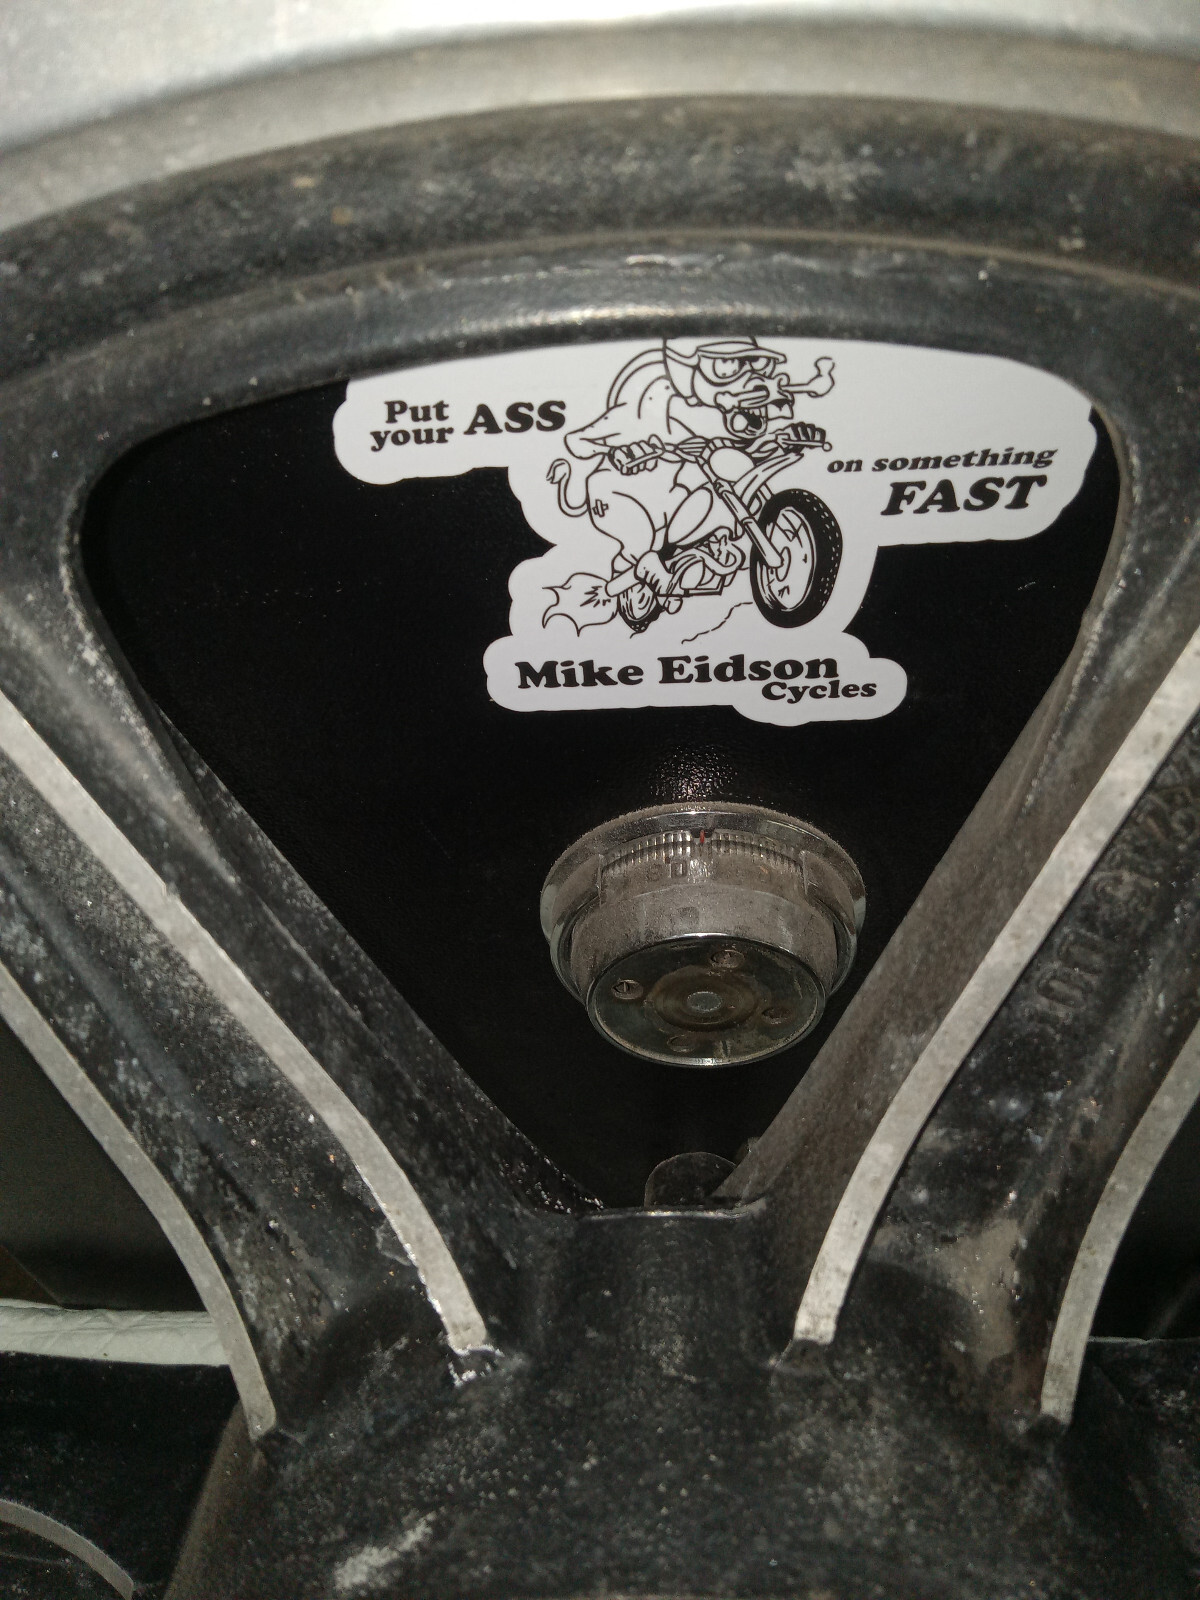 Put
your ASS
on something
FAST
Mike Eidson
Cycles